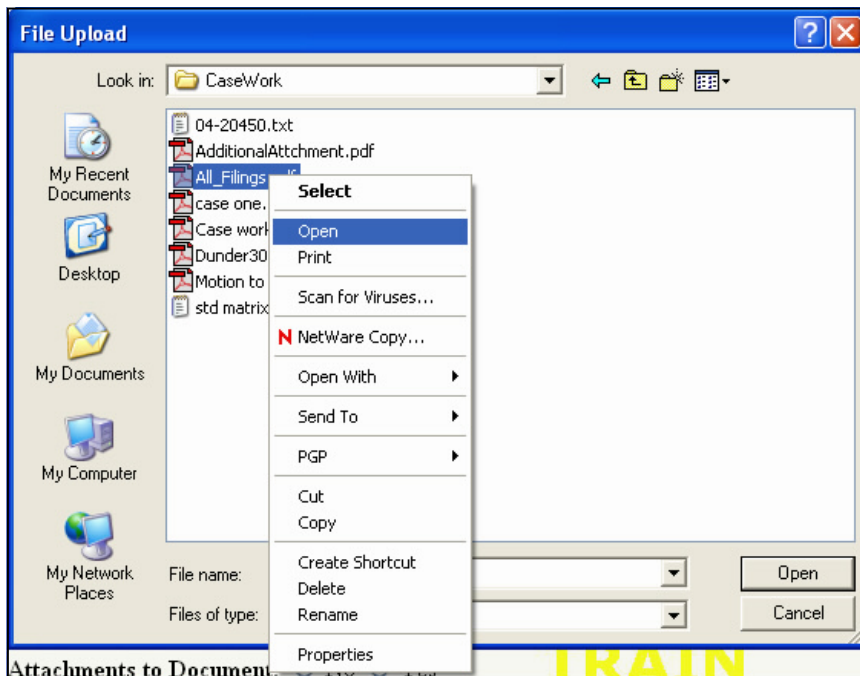 File Upload
Look in: CaseWork
My Recent Documents
Desktop
My Documents
My Computer
My Network Places
04-20450.txt
AdditionalAttchment.pdf
All_Filings
case one.
Case work
Dunder30
Motion to
std matrix
Select
Open
Print
Scan for Viruses...
N NetWare Copy...
Open With
Send To
PGP
Cut
Copy
Create Shortcut
Delete
Rename
Properties
File name:
Files of type:
Open
Cancel
Attachments to Document
TRAIN